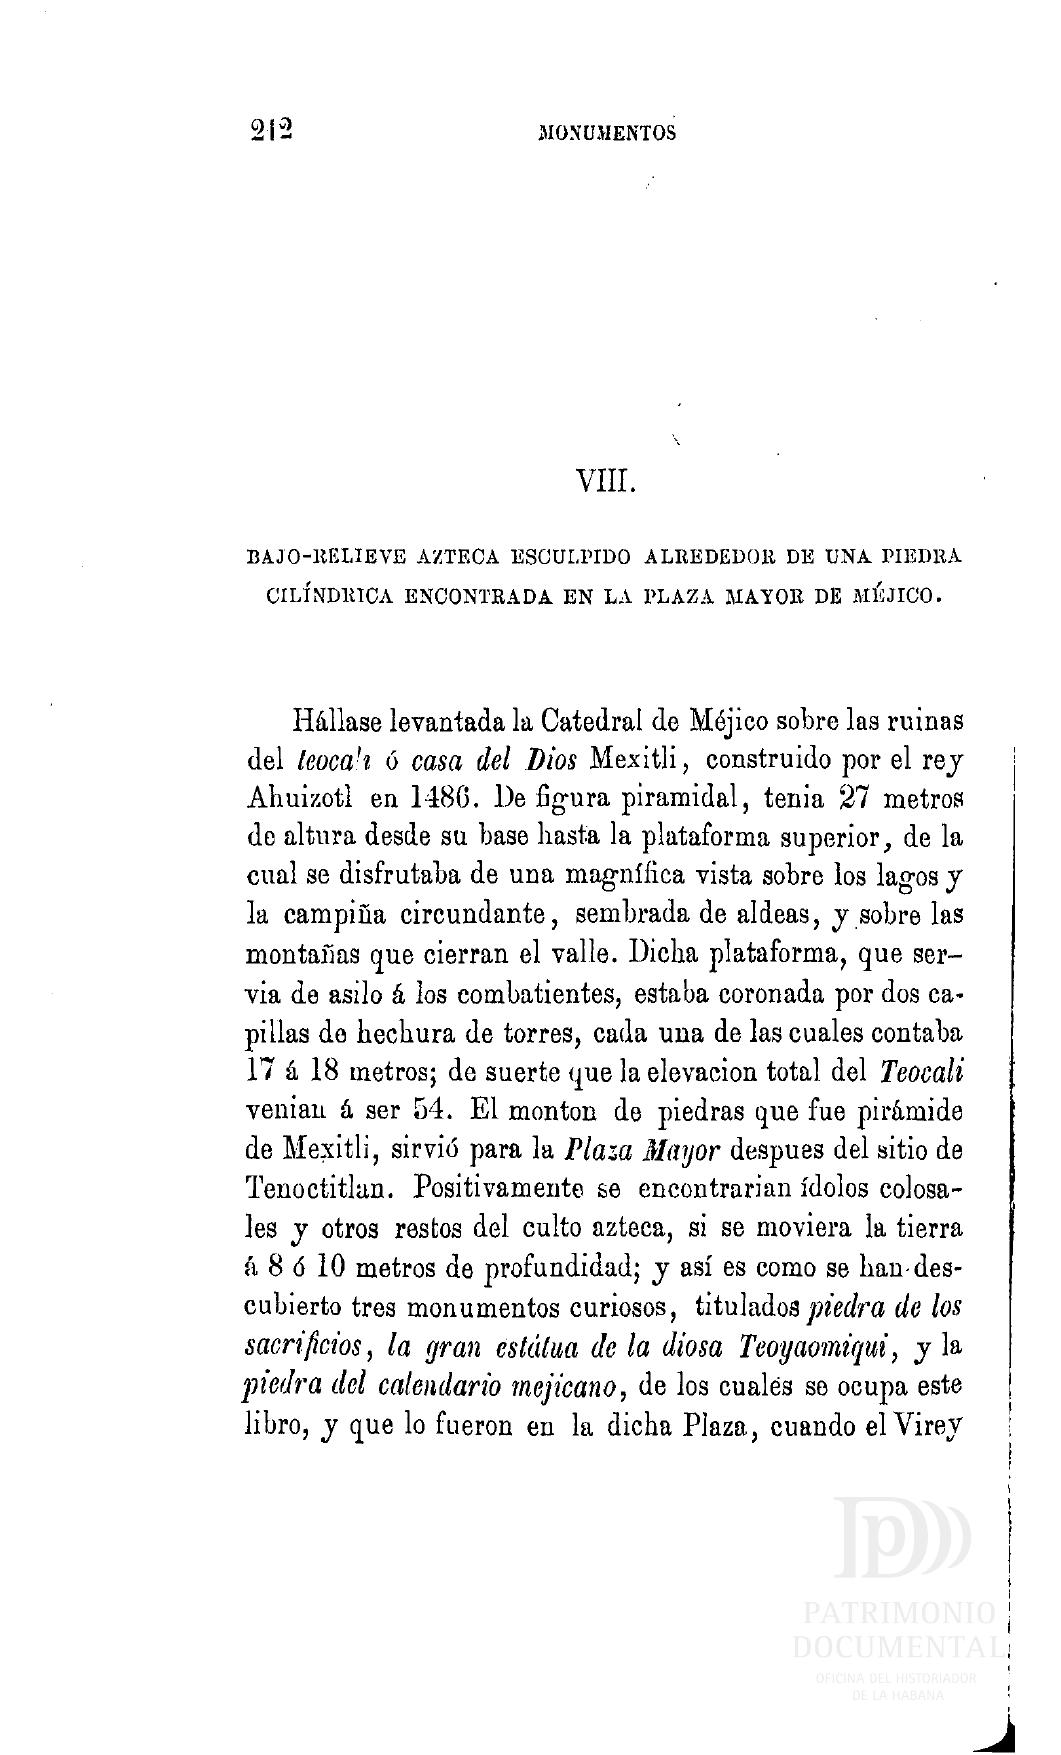 212
MONUMENTOS
VIII.
BAJO-RELIEVE AZTECA ESCULPIDO ALREDEDOR DE UNA PIEDRA
CILÍNDRICA ENCONTRADA EN LA PLAZA MAYOR DE MÉJICO.
Hállase levantada la Catedral de Méjico sobre las ruinas
del teocali ó casa del Dios Mexitli, construido por el rey
Ahuizotl en 1486. De figura piramidal, tenia 27 metros
de altura desde su base hasta la plataforma superior, de la
cual se disfrutaba de una magnífica vista sobre los lagos y
la campiña circundante, sembrada de aldeas, y sobre las
montañas que cierran el valle. Dicha plataforma, que ser-
via de asilo á los combatientes, estaba coronada por dos ca-
pillas de hechura de torres, cada una de las cuales contaba
17 á 18 metros; de suerte que la elevacion total del Teocali
venian á ser 54. El monton de piedras que fue pirámide
de Mexitli, sirvió para la Plaza Mayor despues del sitio de
Tenoctitlan. Positivamente se encontrarian ídolos colosa-
les y otros restos del culto azteca, si se moviera la tierra
á 8 ó 10 metros de profundidad; y así es como se han des-
cubierto tres monumentos curiosos, titulados piedra de los
sacrificios, la gran estátua de la diosa Teoyaomiqui, y la
piedra del calendario mejicano, de los cuales se ocupa este
libro, y que lo fueron en la dicha Plaza, cuando el Virey
PATRIMONIO
DOCUMENTAL
OFICINA DEL HISTORIADOR
DE LA HABANA